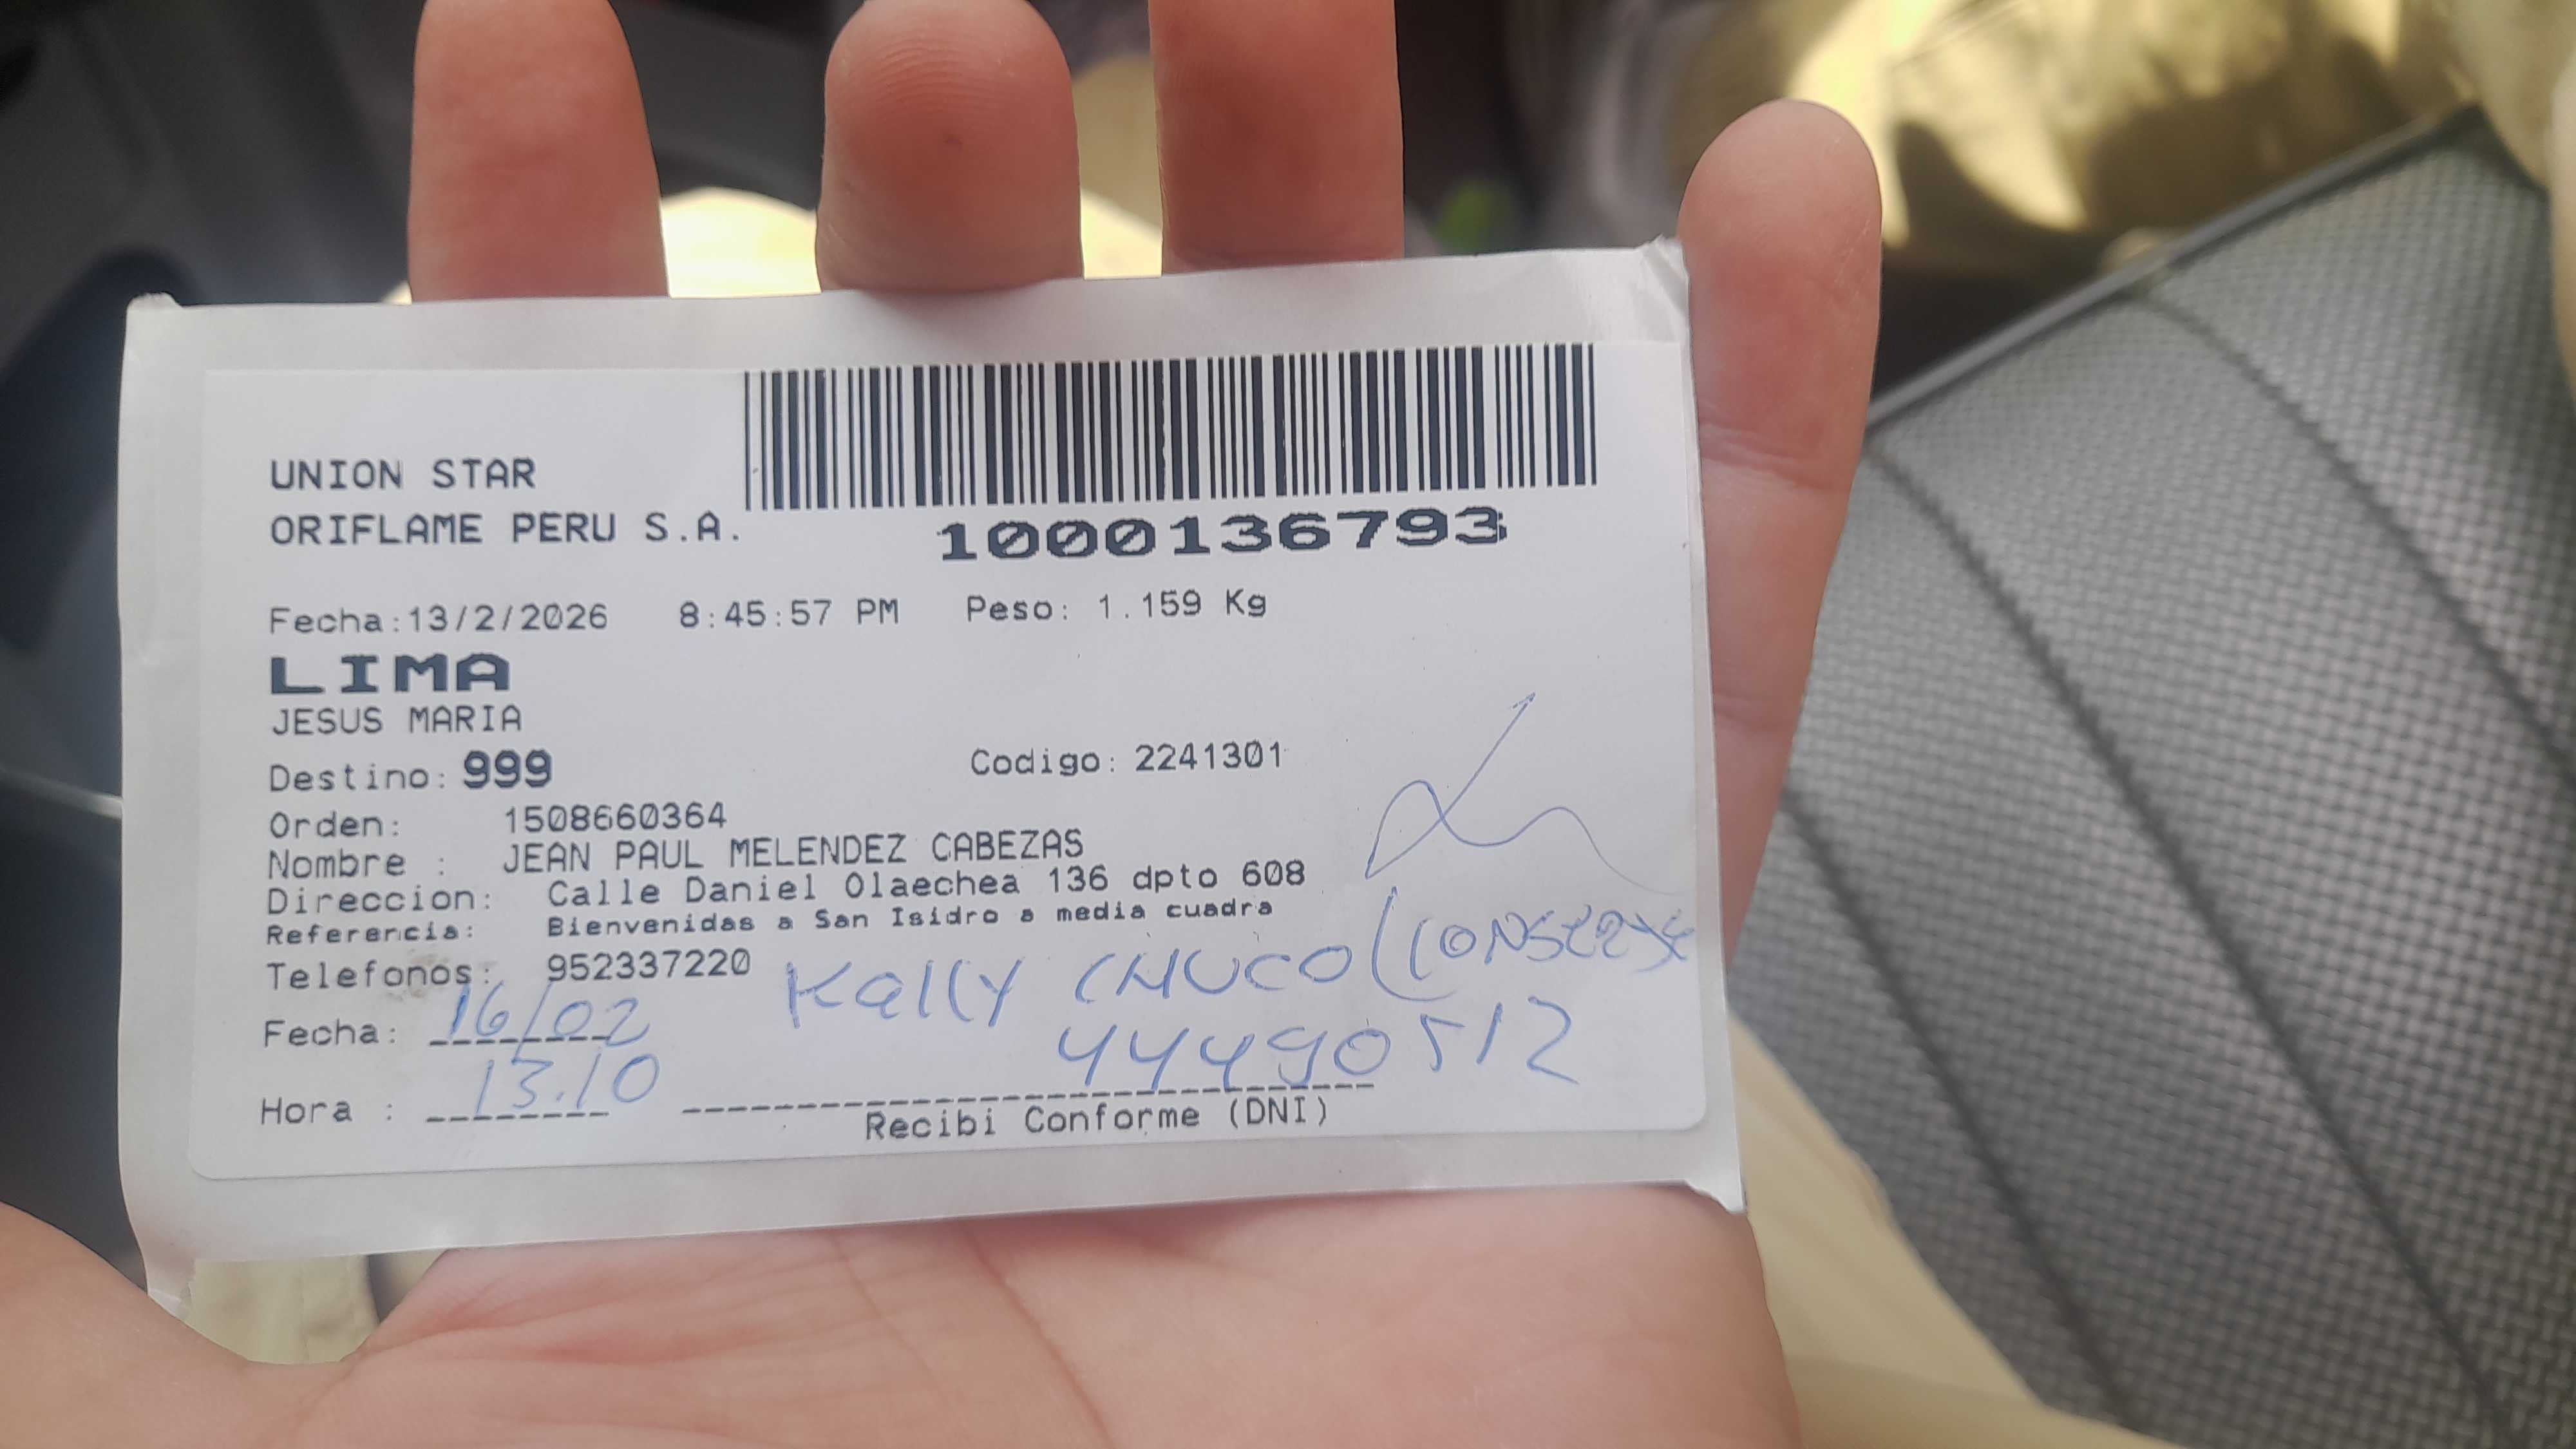 UNION STAR
ORIFLAME PERU S.A.
1000136793
Fecha:13/2/2026 8:45:57 PM Peso: 1.159 Kg
LIMA
JESUS MARIA
Destino: 999 Codigo: 2241301
Orden: 1508660364
Nombre : JEAN PAUL MELENDEZ CABEZAS
Direccion: Calle Daniel Olaechea 136 dpto 608
Referencia: Bienvenidas a San Isidro a media cuadra
Telefonos: 952337220
Kally CHUCO (CONSERJE
Fecha: 16/02
44490512
Hora : 13.10
Recibi Conforme (DNI)